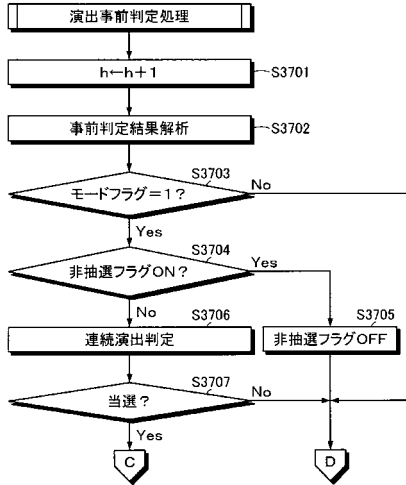 演出事前判定処理
h←h+1
S3701
事前判定結果解析
S3702
S3703
モードフラグ=1?
No
Yes
S3704
非抽選フラグON?
Yes
No
S3706
連続演出判定
S3705
非抽選フラグOFF
S3707
当選?
No
Yes
C
D